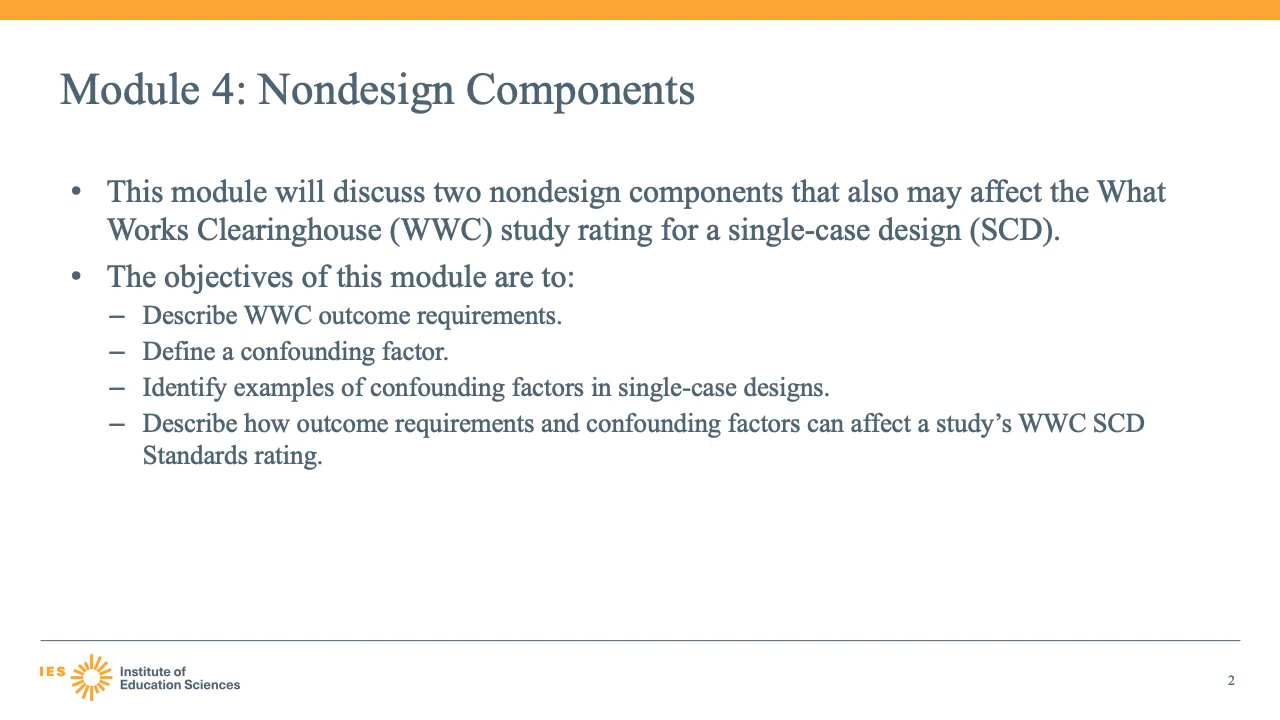 Module 4: Nondesign Components
• This module will discuss two nondesign components that also may affect the What
Works Clearinghouse (WWC) study rating for a single-case design (SCD).
• The objectives of this module are to:
– Describe WWC outcome requirements.
– Define a confounding factor.
– Identify examples of confounding factors in single-case designs.
– Describe how outcome requirements and confounding factors can affect a study’s WWC SCD
Standards rating.
IES
Institute of
Education Sciences
2